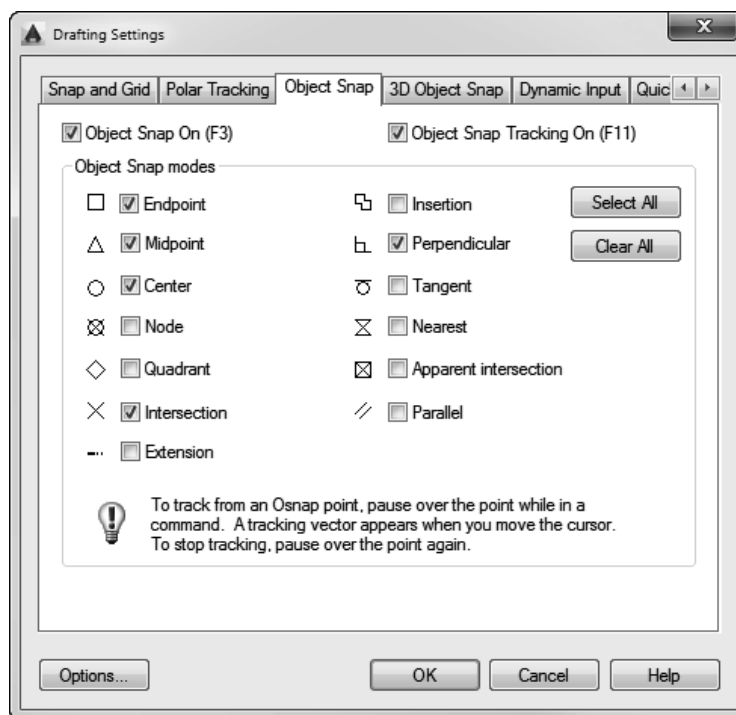 Drafting Settings
X
Snap and Grid Polar Tracking Object Snap 3D Object Snap Dynamic Input Quic
Object Snap On (F3) Object Snap Tracking On (F11)
Object Snap modes
Endpoint Insertion Select All
Midpoint Perpendicular Clear All
Center Tangent
Node Nearest
Quadrant Apparent intersection
Intersection Parallel
Extension
To track from an Osnap point, pause over the point while in a
command. A tracking vector appears when you move the cursor.
To stop tracking, pause over the point again.
Options... OK Cancel Help